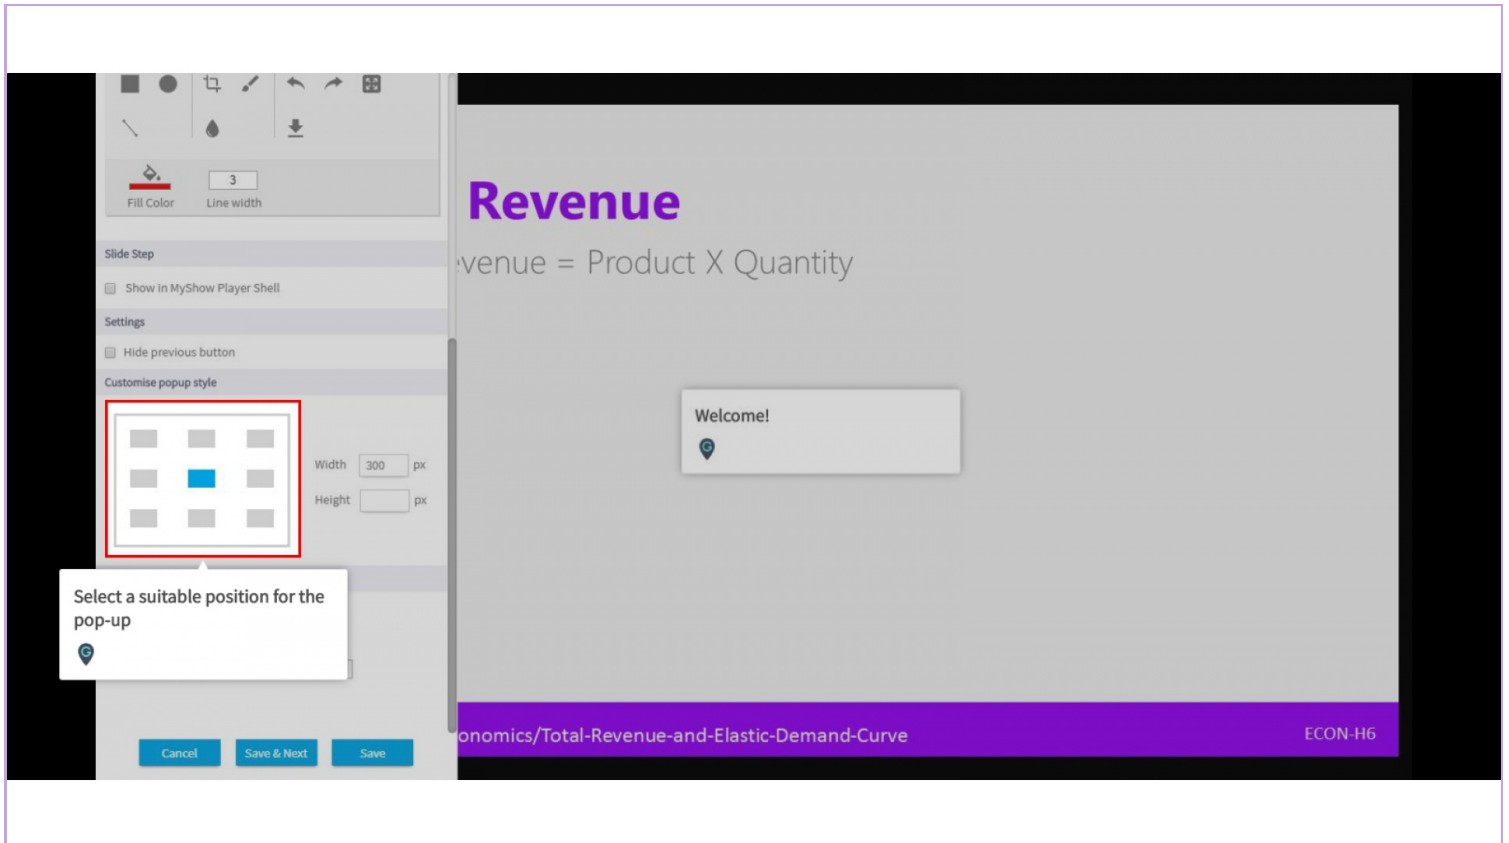 3
Fill Color
Line width
Slide Step
Show in MyShow Player Shell
Settings
Hide previous button
Customise popup style
Width 300 px
Height px
Select a suitable position for the
pop-up
G
Cancel
Save & Next
Save
Revenue
venue = Product X Quantity
Welcome!
G
onomics/Total-Revenue-and-Elastic-Demand-Curve
ECON-H6